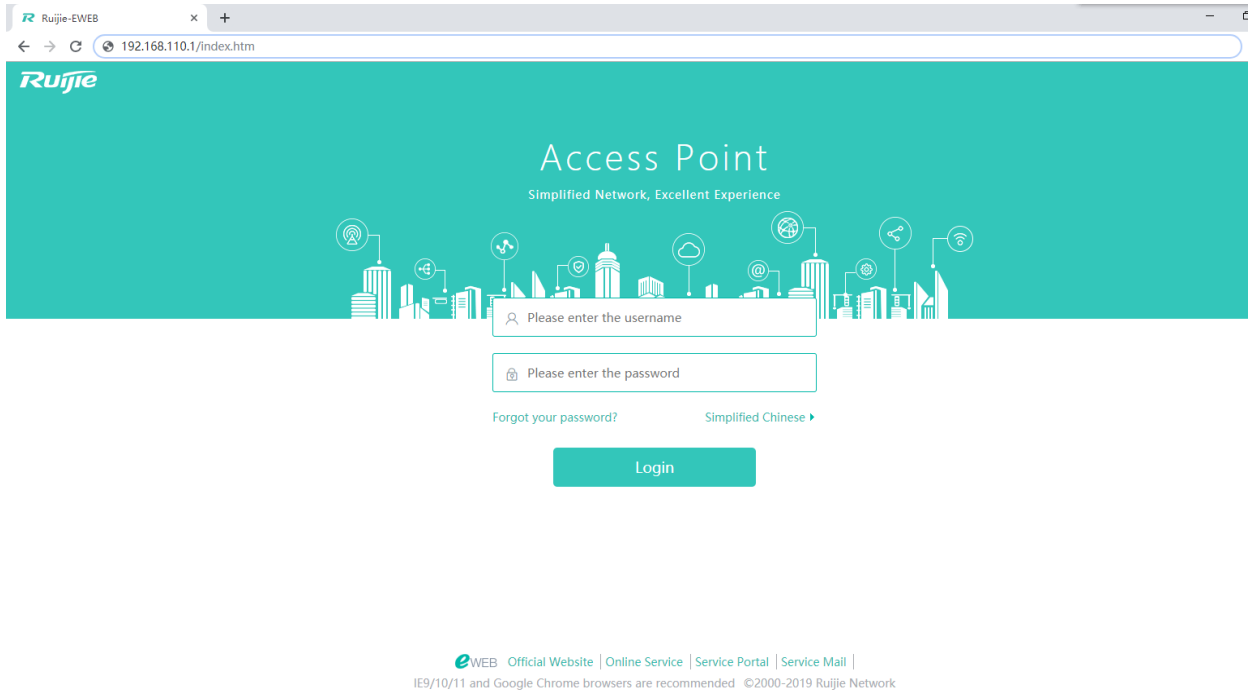 Ruijie-EWEB
192.168.110.1/index.htm
Ruijie
Access Point
Simplified Network, Excellent Experience
@
Please enter the username
Please enter the password
Forgot your password? Simplified Chinese
Login
eWEB Official Website | Online Service | Service Portal | Service Mail |
IE9/10/11 and Google Chrome browsers are recommended ©2000-2019 Ruijie Network